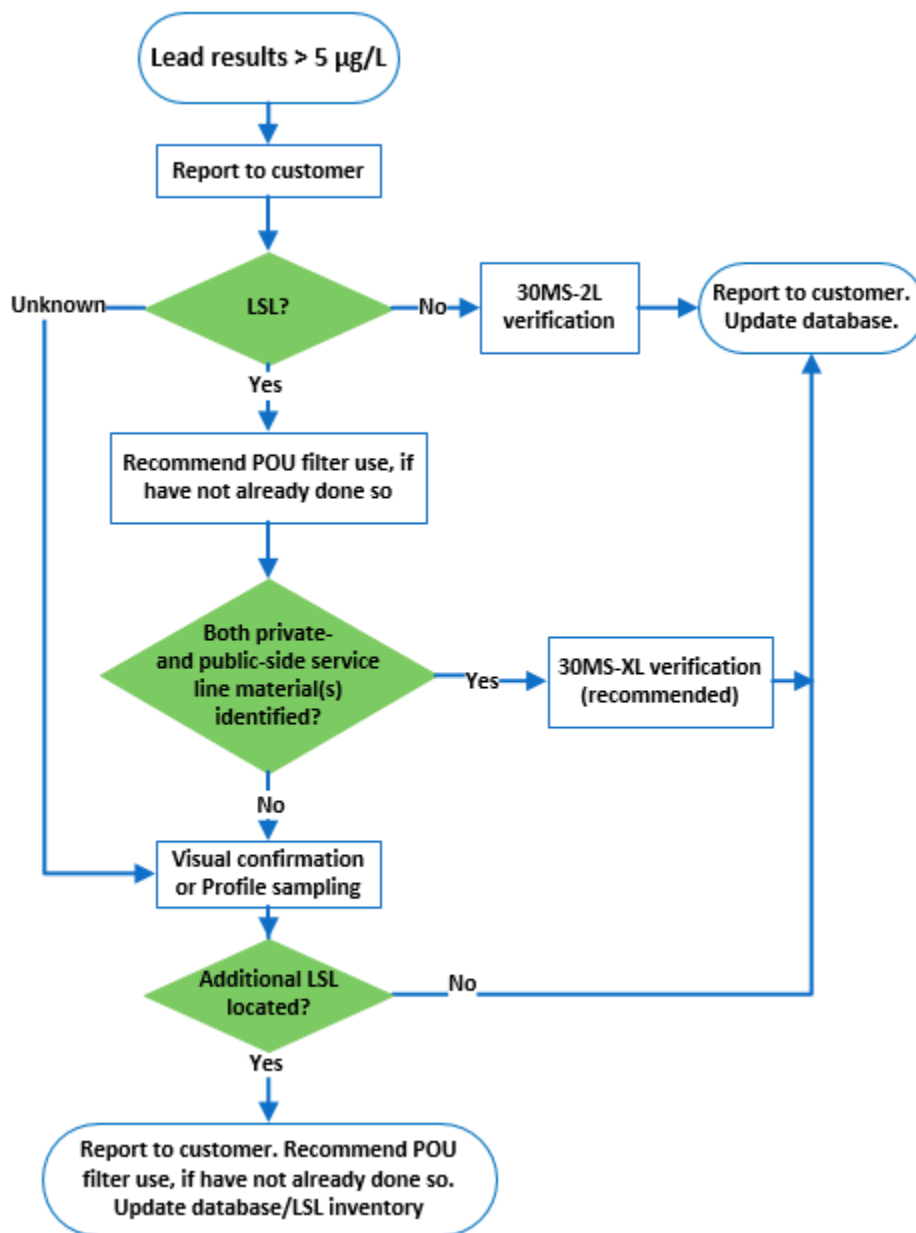 Lead results > 5 µg/L
Report to customer
Unknown
LSL?
No
30MS-2L
verification
Report to customer.
Update database.
Yes
Recommend POU filter use, if
have not already done so
Both private-
and public-side service
line material(s)
identified?
Yes
30MS-XL verification
(recommended)
No
Visual confirmation
or Profile sampling
Additional LSL
located?
No
Yes
Report to customer. Recommend POU
filter use, if have not already done so.
Update database/LSL inventory